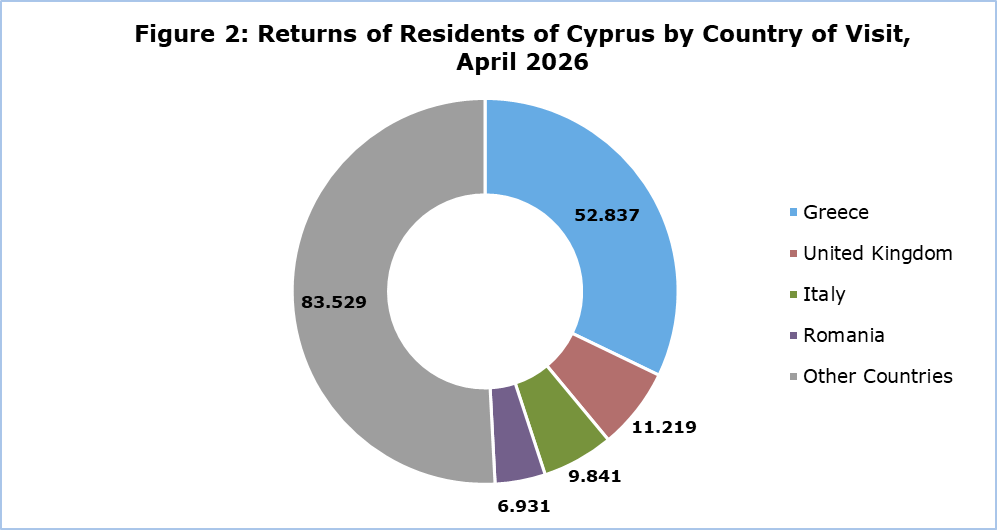 Figure 2: Returns of Residents of Cyprus by Country of Visit,
April 2026
52.837
83.529
11.219
9.841
6.931
Greece
United Kingdom
Italy
Romania
Other Countries